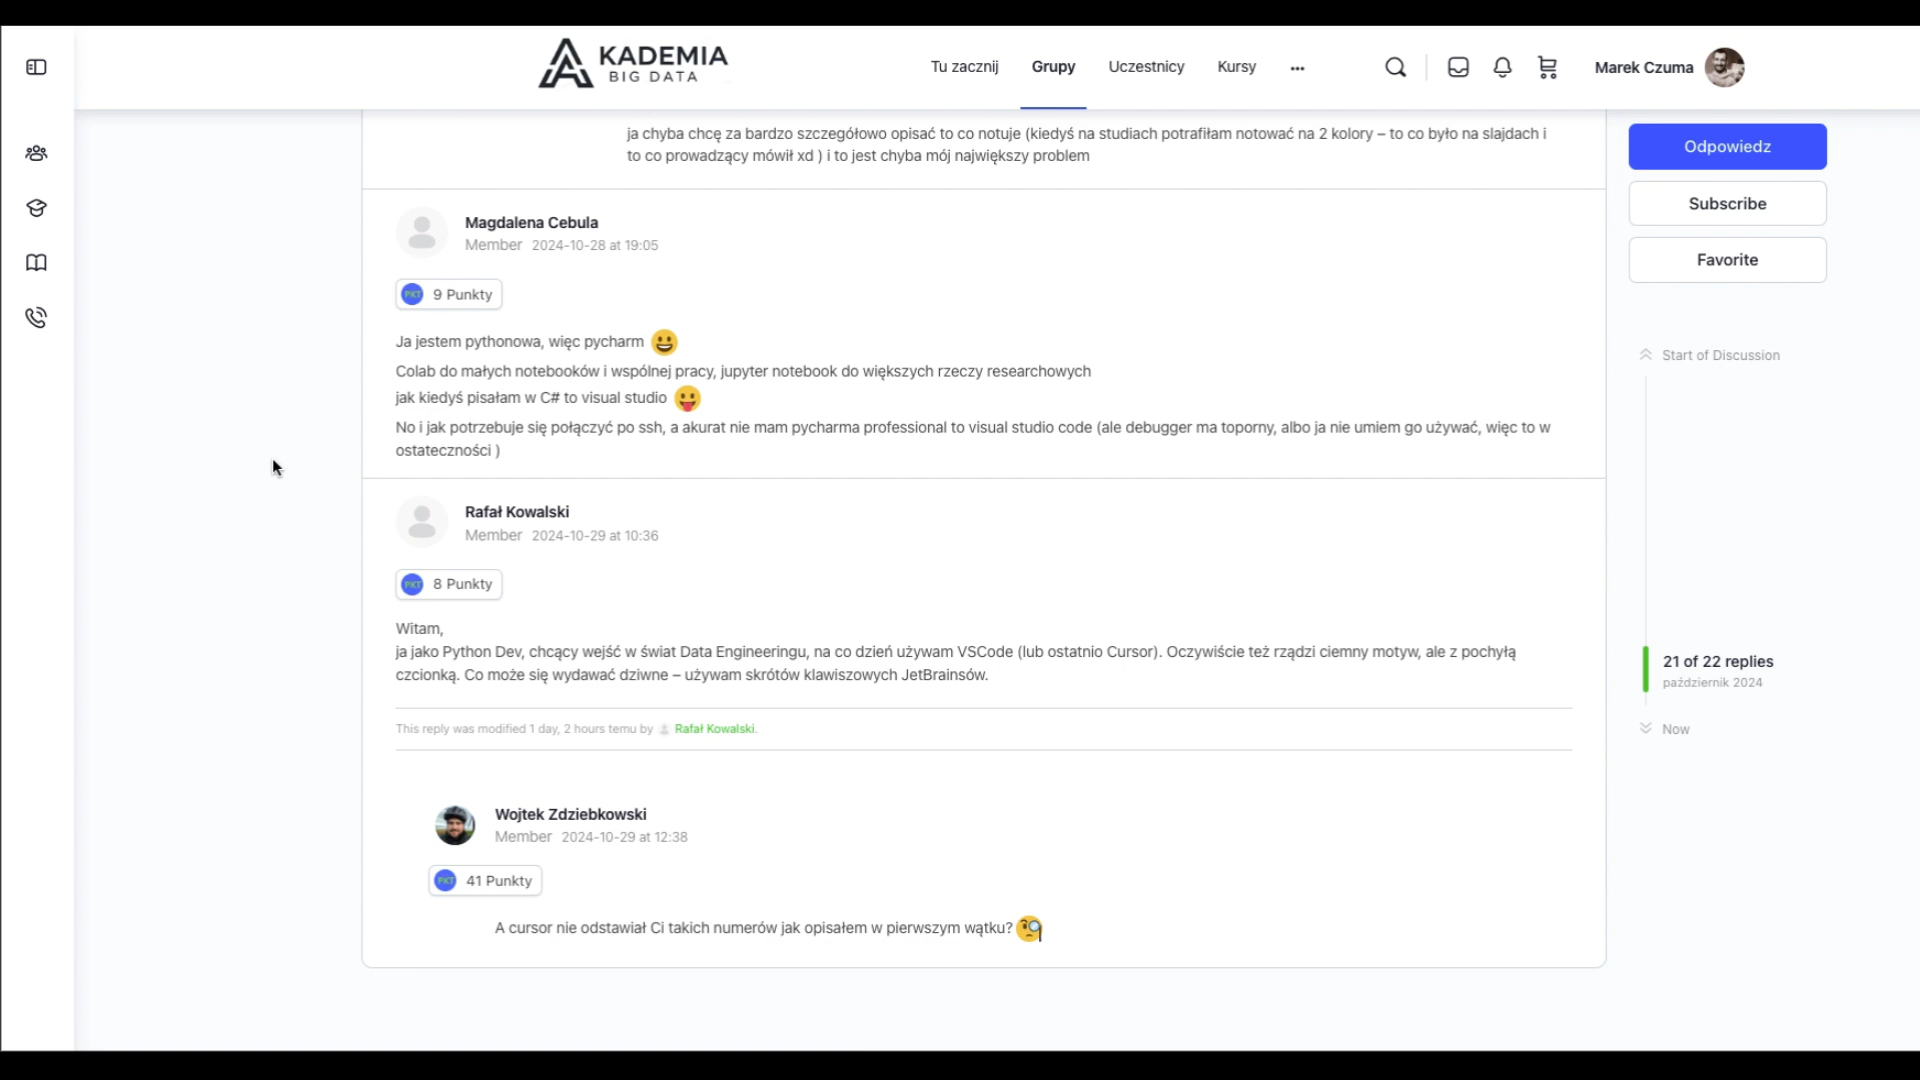 KADEMIA
BIG DATA
Tu zacznij
Grupy
Uczestnicy
Kursy
Marek Czuma
ja chyba chcę za bardzo szczegółowo opisać to co notuje (kiedyś na studiach potrafiłam notować na 2 kolory – to co było na slajdach i
to co prowadzący mówił xd ) i to jest chyba mój największy problem
Magdalena Cebula
Member 2024-10-28 at 19:05
PKT 9 Punkty
Ja jestem pythonowa, więc pycharm
Colab do małych notebooków i wspólnej pracy, jupyter notebook do większych rzeczy researchowych
jak kiedyś pisałam w C# to visual studio
No i jak potrzebuje się połączyć po ssh, a akurat nie mam pycharma professional to visual studio code (ale debugger ma toporny, albo ja nie umiem go używać, więc to w
ostateczności )
Rafał Kowalski
Member 2024-10-29 at 10:36
PKT 8 Punkty
Witam,
ja jako Python Dev, chcący wejść w świat Data Engineeringu, na co dzień używam VSCode (lub ostatnio Cursor). Oczywiście też rządzi ciemny motyw, ale z pochyłą
czcionką. Co może się wydawać dziwne – używam skrótów klawiszowych JetBrainsów.
This reply was modified 1 day, 2 hours temu by Rafał Kowalski.
Wojtek Zdziebkowski
Member 2024-10-29 at 12:38
PKT 41 Punkty
A cursor nie odstawiał Ci takich numerów jak opisałem w pierwszym wątku?
Odpowiedz
Subscribe
Favorite
Start of Discussion
21 of 22 replies
październik 2024
Now